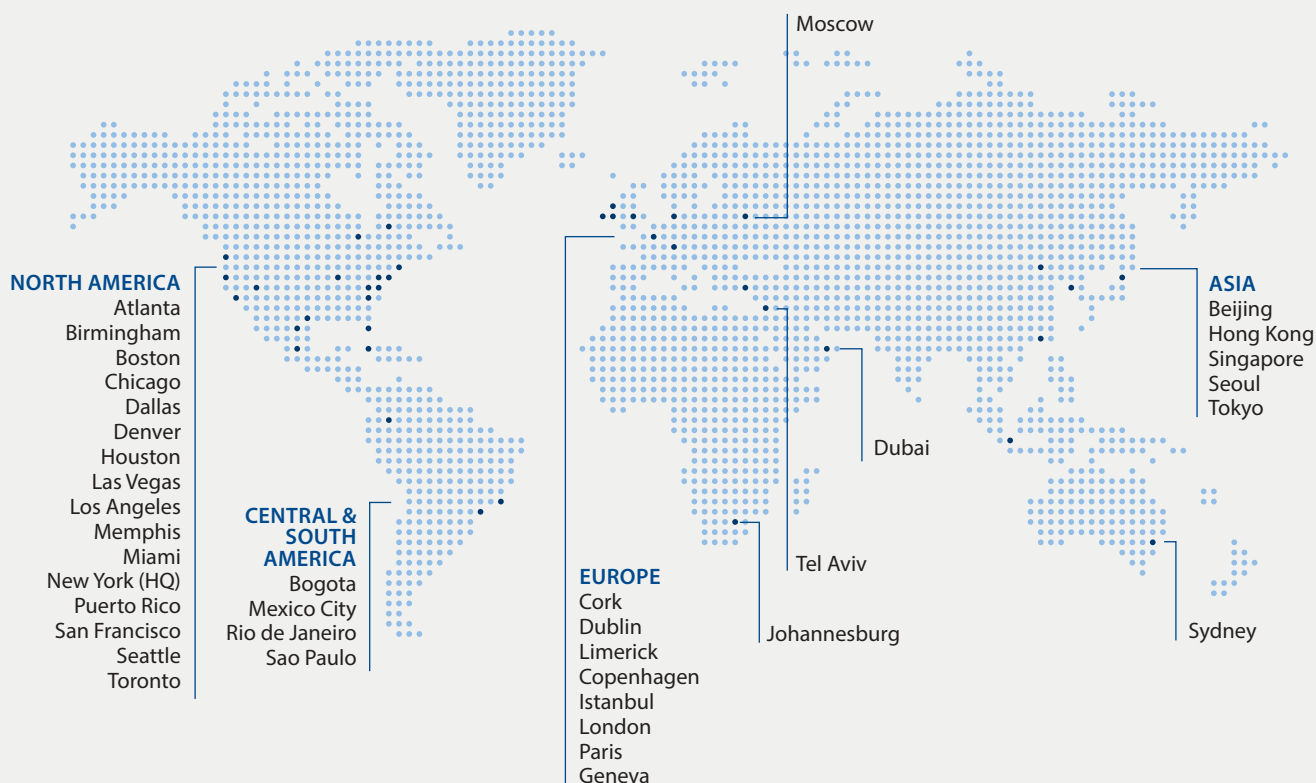 Moscow
NORTH AMERICA
Atlanta
Birmingham
Boston
Chicago
Dallas
Denver
Houston
Las Vegas
Los Angeles
Memphis
Miami
New York (HQ)
Puerto Rico
San Francisco
Seattle
Toronto
CENTRAL &
SOUTH
AMERICA
Bogota
Mexico City
Rio de Janeiro
Sao Paulo
EUROPE
Cork
Dublin
Limerick
Copenhagen
Istanbul
London
Paris
Geneva
Johannesburg
Tel Aviv
Dubai
ASIA
Beijing
Hong Kong
Singapore
Seoul
Tokyo
Sydney